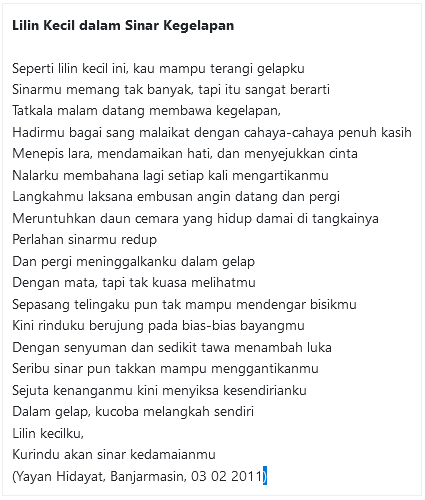 Lilin Kecil dalam Sinar Kegelapan
Seperti lilin kecil ini, kau mampu terangi gelapku
Sinarmu memang tak banyak, tapi itu sangat berarti
Tatkala malam datang membawa kegelapan,
Hadirmu bagai sang malaikat dengan cahaya-cahaya penuh kasih
Menepis lara, mendamaikan hati, dan menyejukkan cinta
Nalarku membahana lagi setiap kali mengartikanmu
Langkahmu laksana embusan angin datang dan pergi
Meruntuhkan daun cemara yang hidup damai di tangkainya
Perlahan sinarmu redup
Dan pergi meninggalkanku dalam gelap
Dengan mata, tapi tak kuasa melihatmu
Sepasang telingaku pun tak mampu mendengar bisikmu
Kini rinduku berujung pada bias-bias bayangmu
Dengan senyuman dan sedikit tawa menambah luka
Seribu sinar pun takkan mampu menggantikanmu
Sejuta kenanganmu kini menyiksa kesendirianku
Dalam gelap, kucoba melangkah sendiri
Lilin kecilku,
Kurindu akan sinar kedamaianmu
(Yayan Hidayat, Banjarmasin, 03 02 2011)